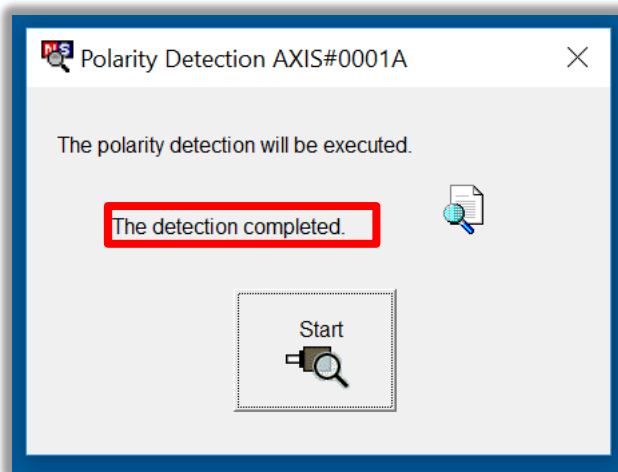 NS
Polarity Detection AXIS#0001A
The polarity detection will be executed.
The detection completed.
Start